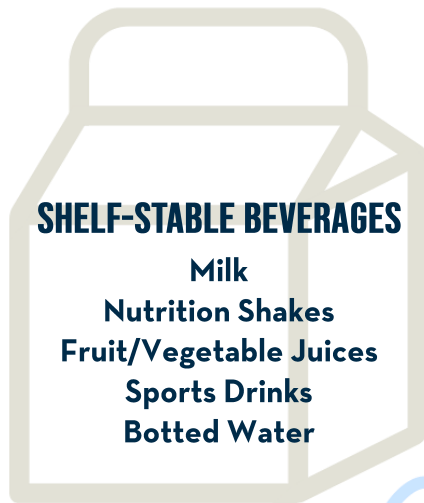 SHELF-STABLE BEVERAGES
Milk
Nutrition Shakes
Fruit/Vegetable Juices
Sports Drinks
Botted Water